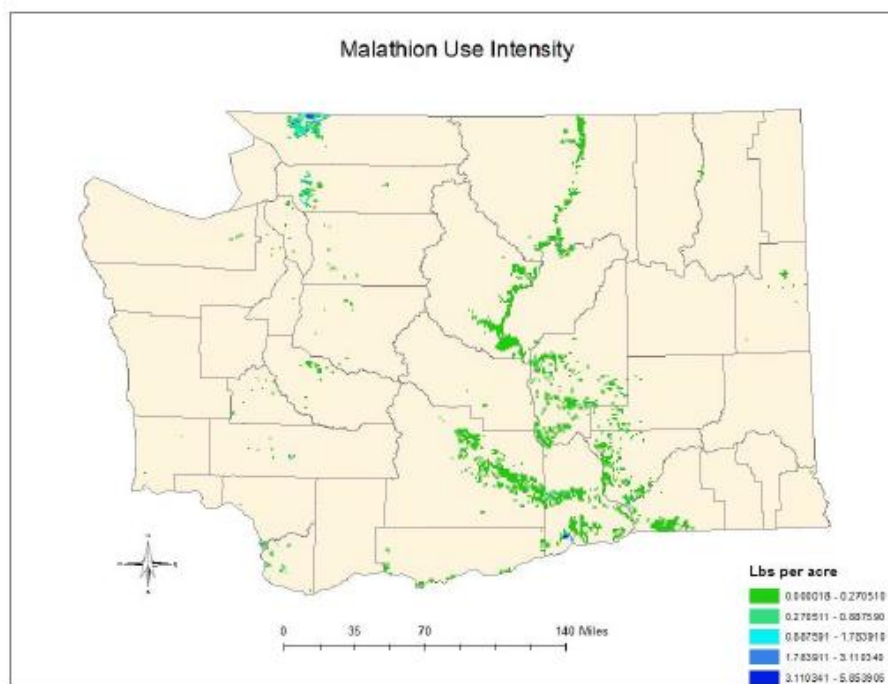 Malathion Use Intensity
0 35 70 140 Miles
Lbs per acre
0.000018 - 0.270510
0.270511 - 0.887590
0.887591 - 1.783910
1.783911 - 3.110340
3.110341 - 5.853905